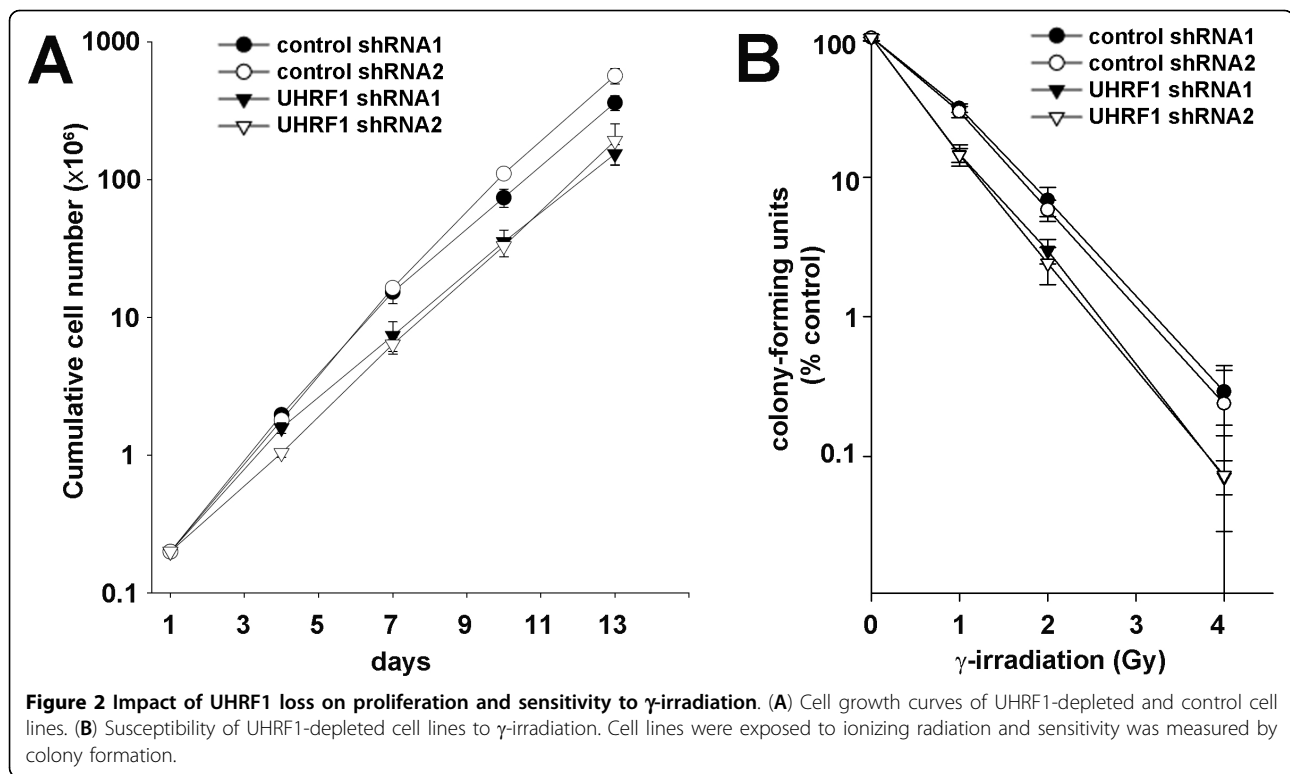 A
1000
100
10
1
0.1
Cumulative cell number (x10⁶)
control shRNA1
control shRNA2
UHRF1 shRNA1
UHRF1 shRNA2
1 3 5 7 9 11 13
days
B
100
10
1
0.1
colony-forming units
(% control)
control shRNA1
control shRNA2
UHRF1 shRNA1
UHRF1 shRNA2
0 1 2 4
γ-irradiation (Gy)
Figure 2 Impact of UHRF1 loss on proliferation and sensitivity to γ-irradiation. (A) Cell growth curves of UHRF1-depleted and control cell
lines. (B) Susceptibility of UHRF1-depleted cell lines to γ-irradiation. Cell lines were exposed to ionizing radiation and sensitivity was measured by
colony formation.